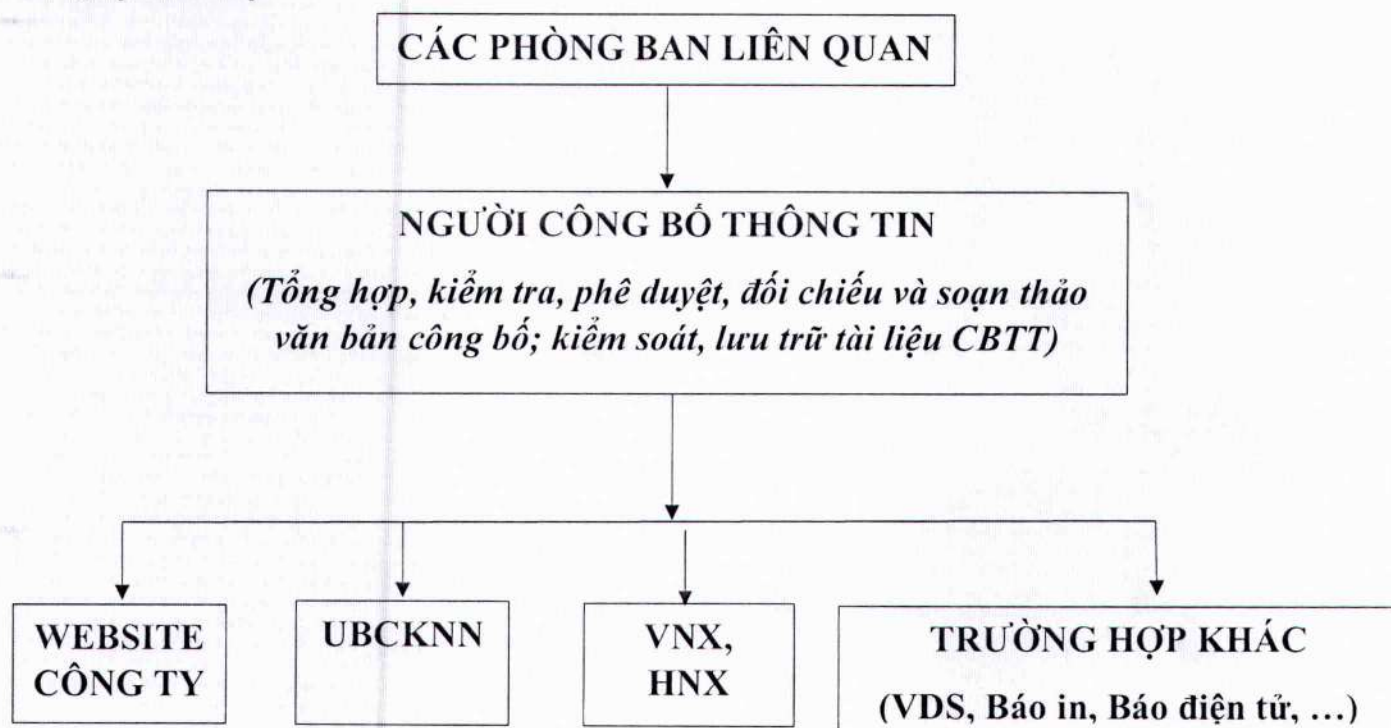 CÁC PHÒNG BAN LIÊN QUAN
NGƯỜI CÔNG BỐ THÔNG TIN
(Tổng hợp, kiểm tra, phê duyệt, đối chiếu và soạn thảo
văn bản công bố; kiểm soát, lưu trữ tài liệu CBTT)
WEBSITE
CÔNG TY
UBCKNN
VNX,
HNX
TRƯỜNG HỢP KHÁC
(VDS, Báo in, Báo điện tử, ...)